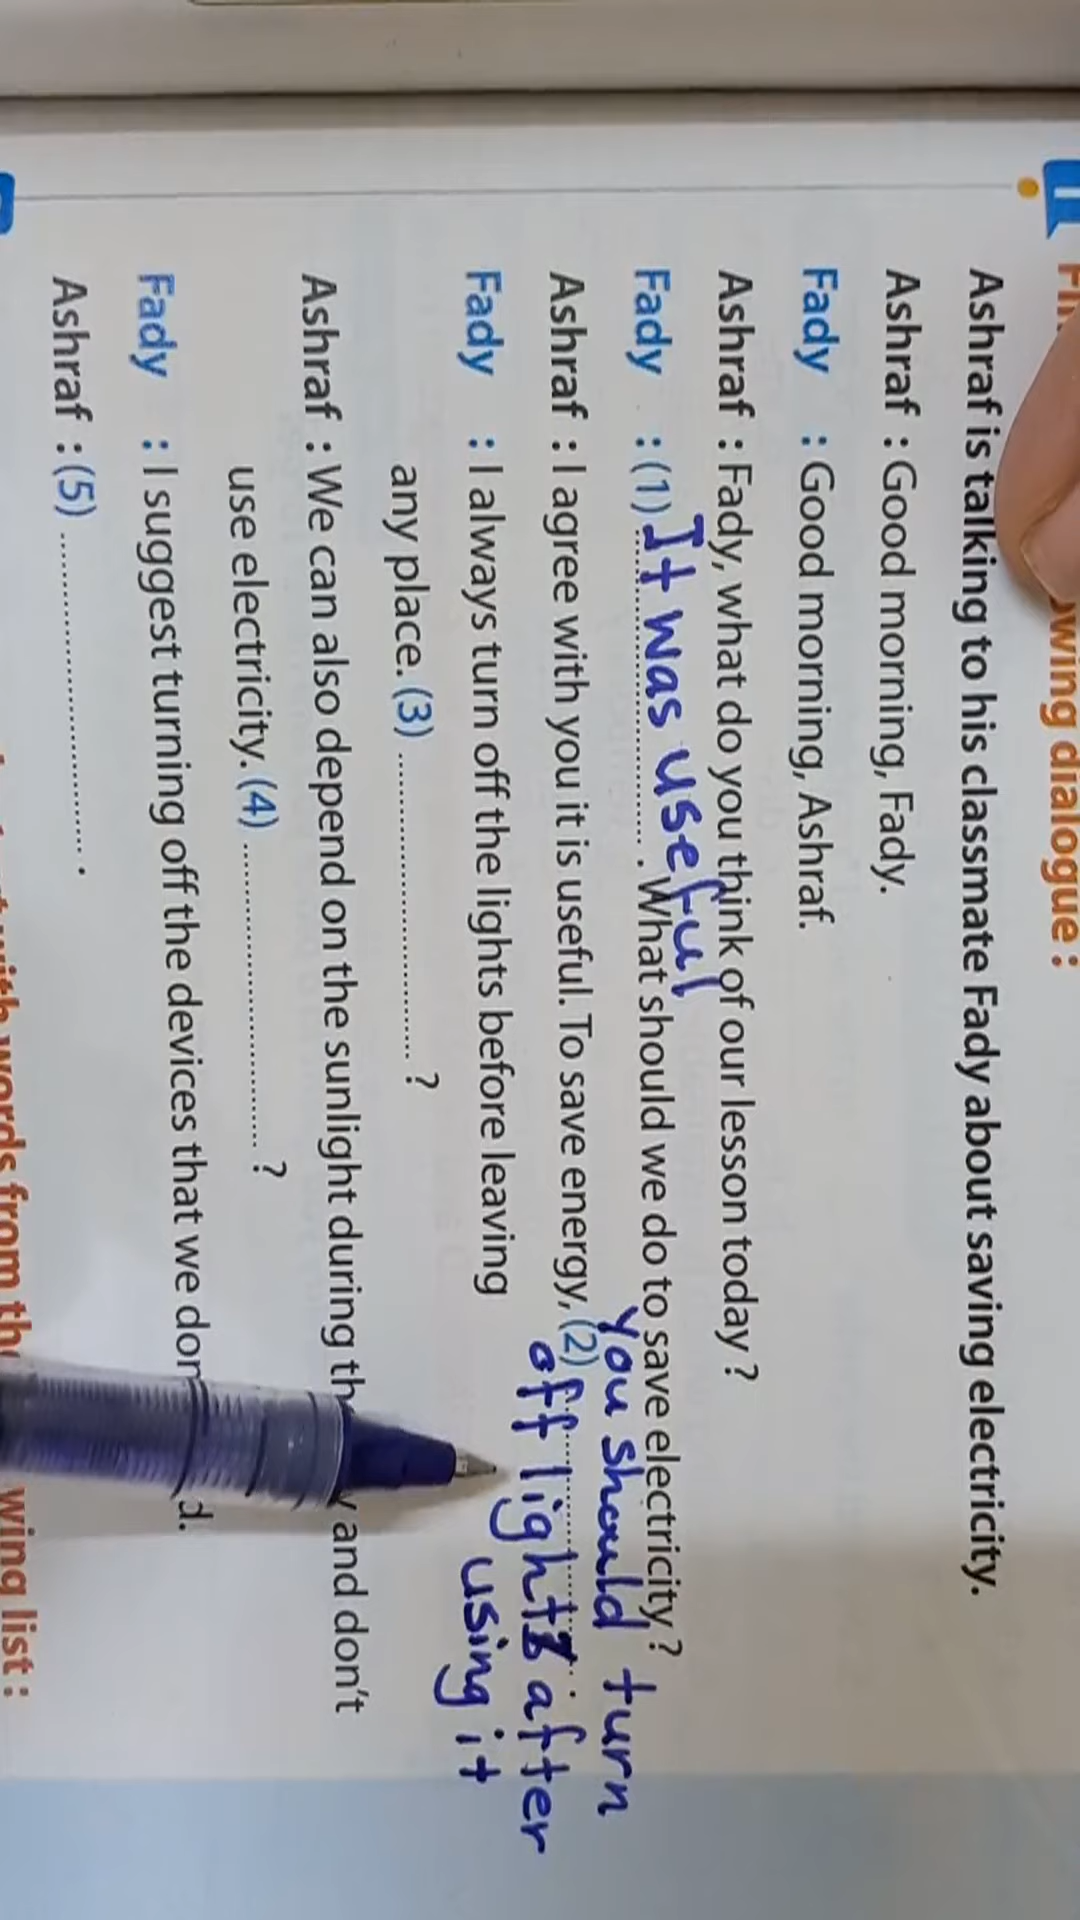 owing dialogue :
Ashraf is talking to his classmate Fady about saving electricity.
Ashraf : Good morning, Fady.
Fady : Good morning, Ashraf.
Ashraf : Fady, what do you think of our lesson today?
Fady : (1) It was useful. What should we do to save electricity?
Ashraf : I agree with you it is useful. To save energy, (2) you should turn
off lights after
using it
Fady : I always turn off the lights before leaving
any place. (3) ....................................?
Ashraf : We can also depend on the sunlight during and don't
use electricity. (4) ....................................?
Fady : I suggest turning off the devices that we
Ashraf : (5) .................................... .
words from wing list :